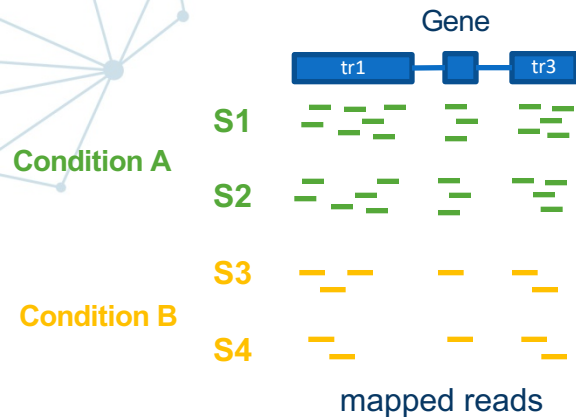 Gene
tr1
tr3
S1
Condition A
S2
S3
Condition B
S4
mapped reads